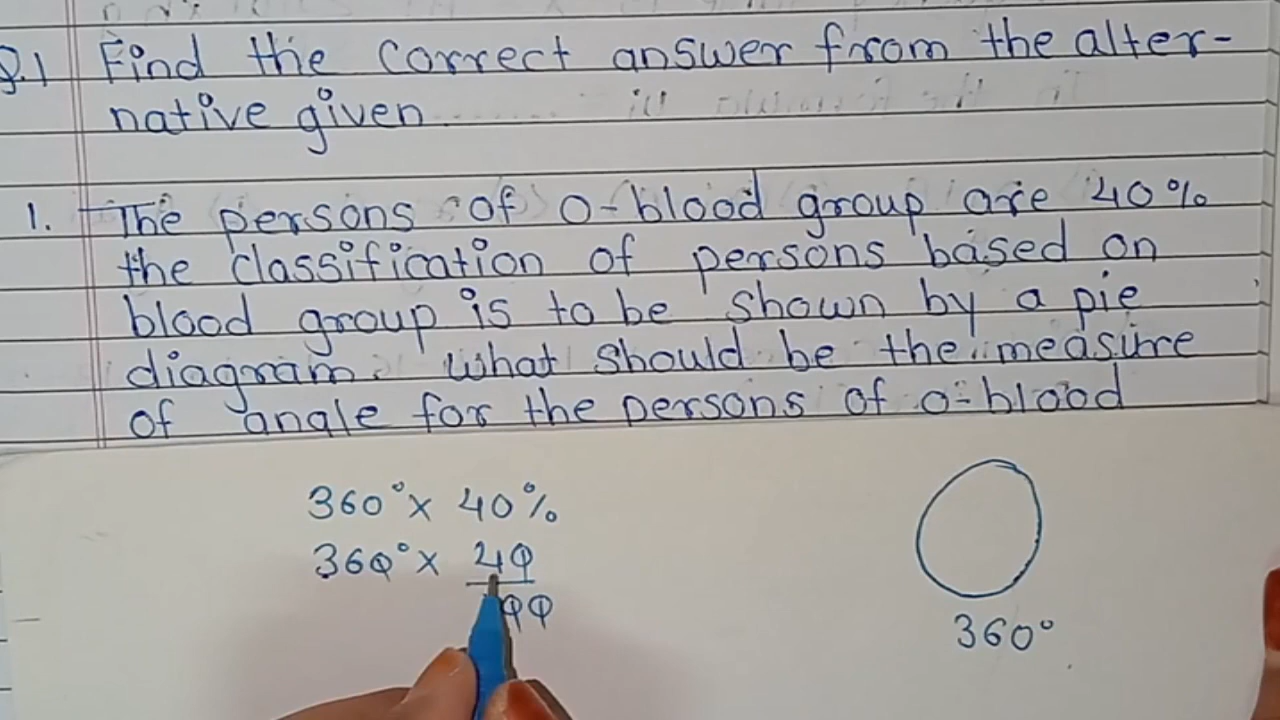 Q.1 Find the correct answer from the alter-
native given
1. The persons of O-blood group are 40%
the classification of persons based on
blood group is to be shown by a pie
diagram. what should be the measure
of angle for the persons of O-blood
360° x 40%
360° x 40
100
360°